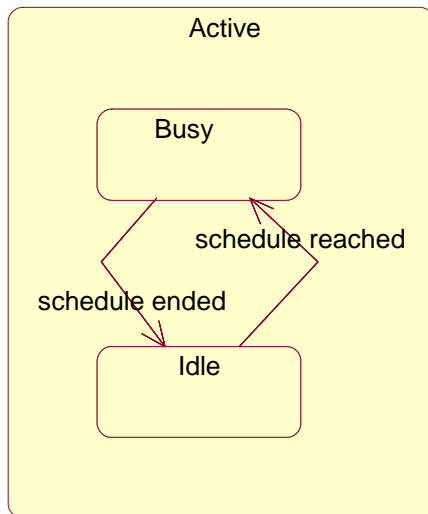 Active
Busy
schedule reached
schedule ended
Idle